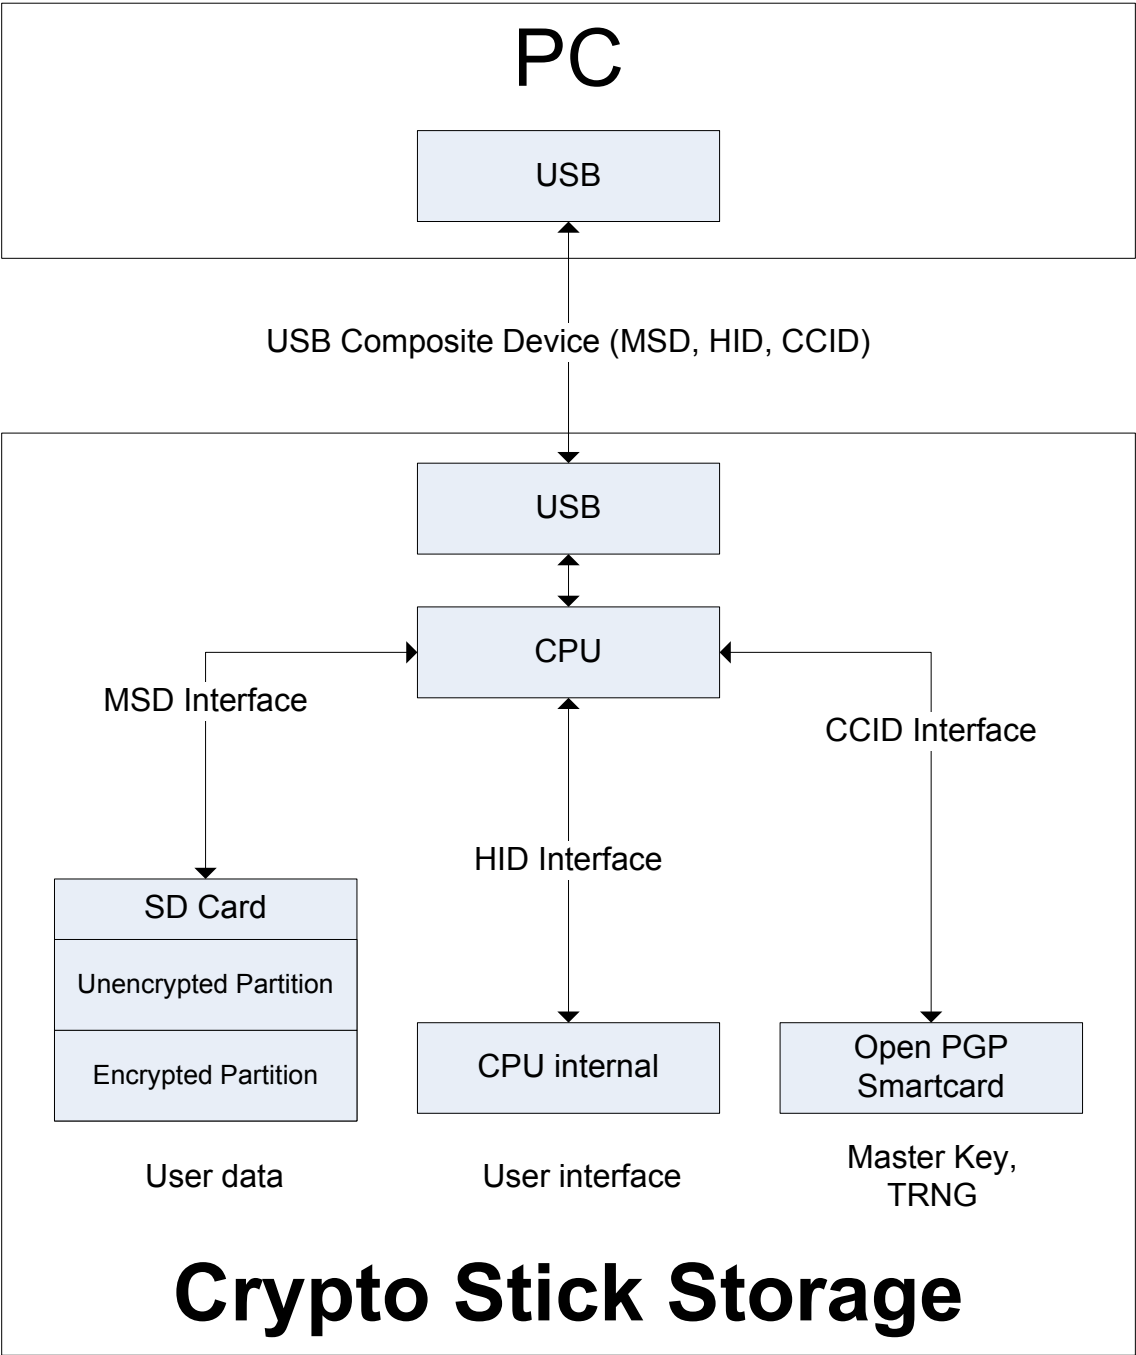 PC
USB
USB Composite Device (MSD, HID, CCID)
USB
CPU
MSD Interface
CCID Interface
HID Interface
SD Card
Unencrypted Partition
Encrypted Partition
CPU internal
Open PGP
Smartcard
User data
User interface
Master Key,
TRNG
Crypto Stick Storage